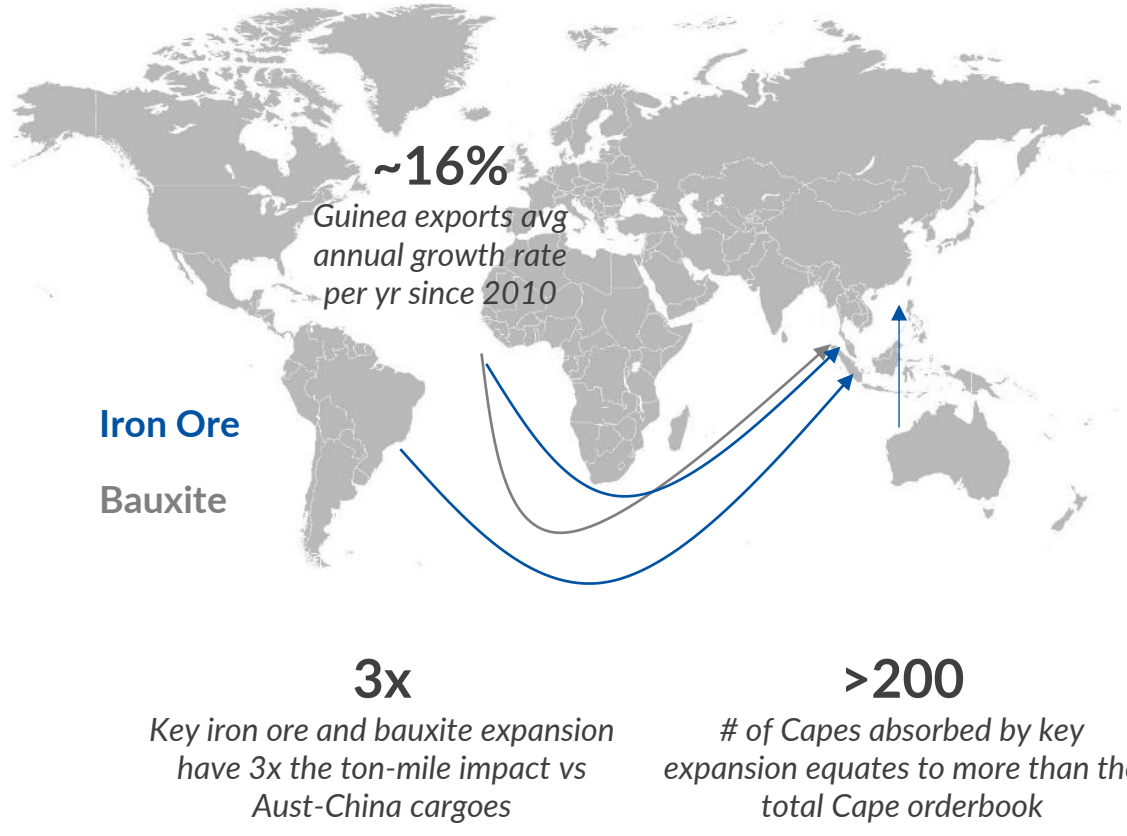 ~16%
Guinea exports avg
annual growth rate
per yr since 2010
Iron Ore
Bauxite
3x
Key iron ore and bauxite expansion
have 3x the ton-mile impact vs
Aust-China cargoes
>200
# of Capes absorbed by key
expansion equates to more than the
total Cape orderbook